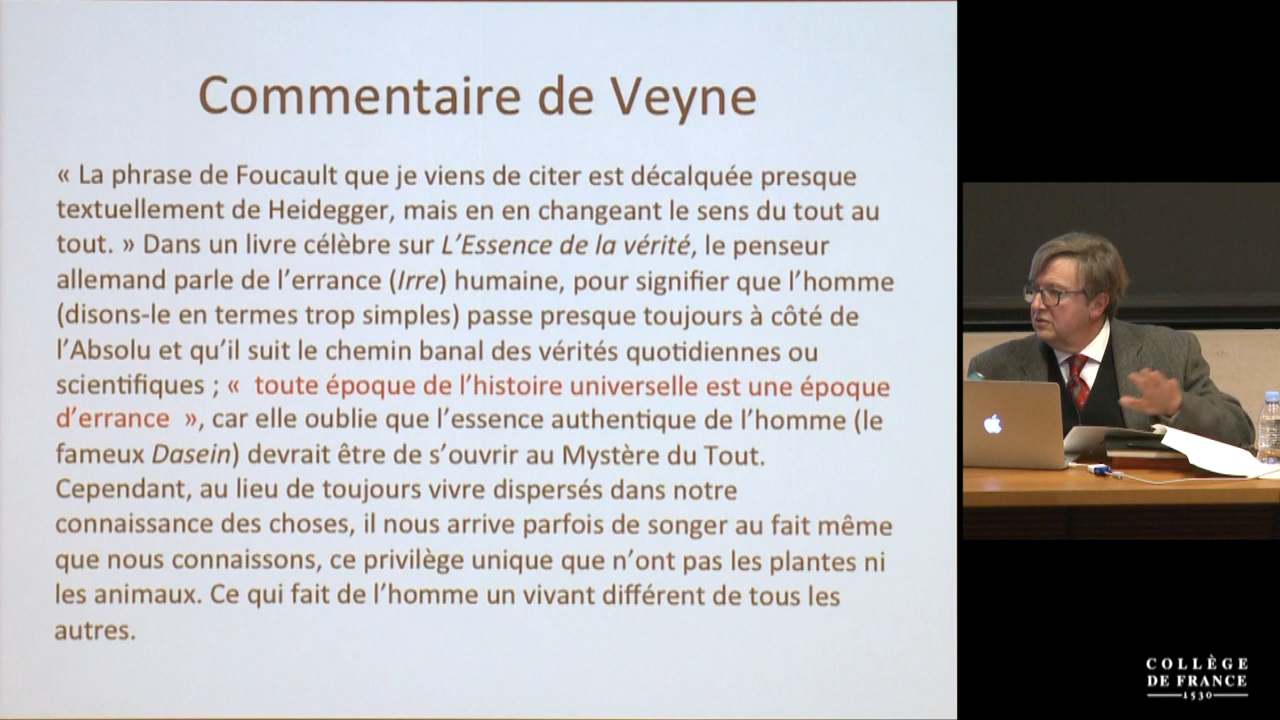 Commentaire de Veyne
« La phrase de Foucault que je viens de citer est décalquée presque
textuellement de Heidegger, mais en en changeant le sens du tout au
tout. » Dans un livre célèbre sur L’Essence de la vérité, le penseur
allemand parle de l’errance (Irre) humaine, pour signifier que l’homme
(disons-le en termes trop simples) passe presque toujours à côté de
l’Absolu et qu’il suit le chemin banal des vérités quotidiennes ou
scientifiques ; «  toute époque de l’histoire universelle est une époque
d’errance  », car elle oublie que l’essence authentique de l’homme (le
fameux Dasein) devrait être de s’ouvrir au Mystère du Tout.
Cependant, au lieu de toujours vivre dispersés dans notre
connaissance des choses, il nous arrive parfois de songer au fait même
que nous connaissons, ce privilège unique que n’ont pas les plantes ni
les animaux. Ce qui fait de l’homme un vivant différent de tous les
autres.
COLLÈGE
DE FRANCE
1530